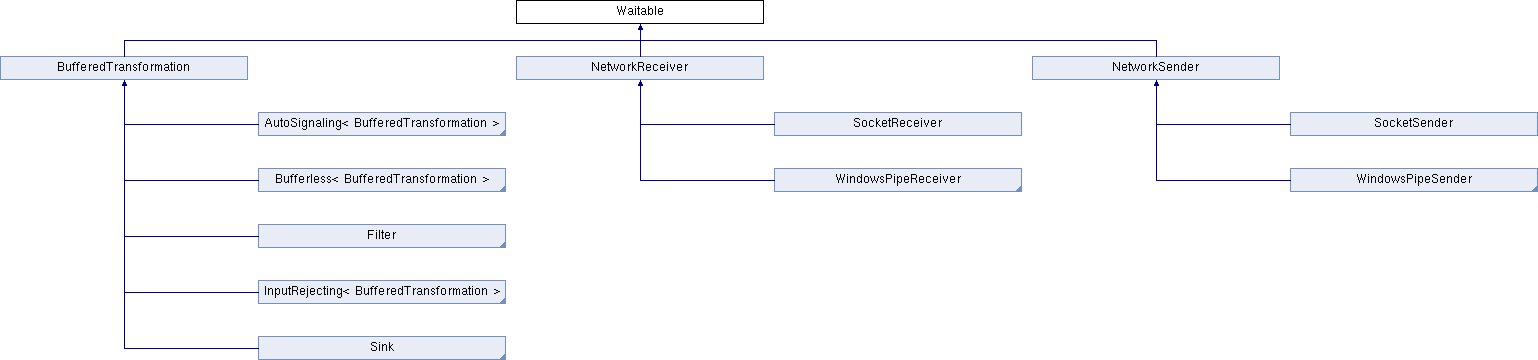 Waitable
BufferedTransformation
NetworkReceiver
NetworkSender
AutoSignaling< BufferedTransformation >
SocketReceiver
SocketSender
Bufferless< BufferedTransformation >
WindowsPipeReceiver
WindowsPipeSender
Filter
InputRejecting< BufferedTransformation >
Sink